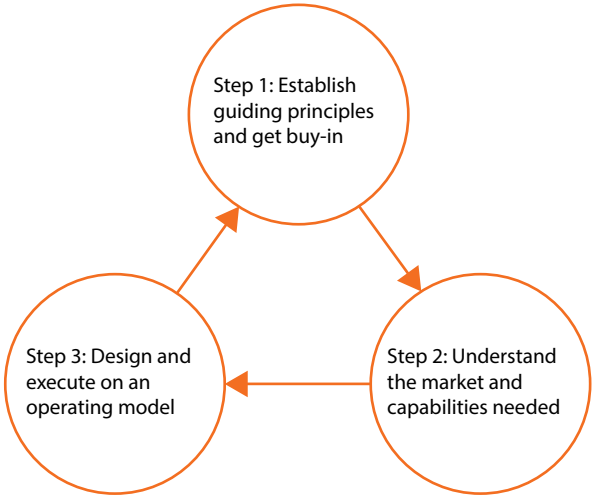 Step 1: Establish
guiding principles
and get buy-in
Step 2: Understand
the market and
capabilities needed
Step 3: Design and
execute on an
operating model